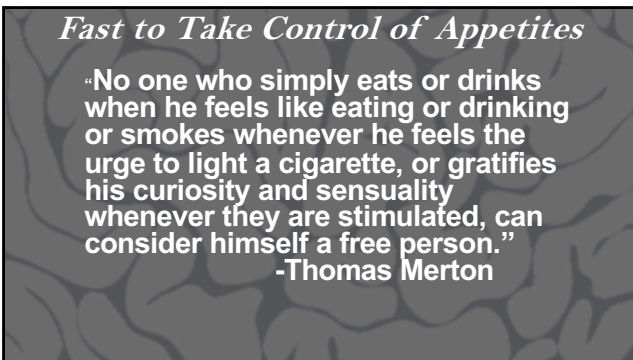 Fast to Take Control of Appetites
“No one who simply eats or drinks
when he feels like eating or drinking
or smokes whenever he feels the
urge to light a cigarette, or gratifies
his curiosity and sensuality
whenever they are stimulated, can
consider himself a free person.”
-Thomas Merton